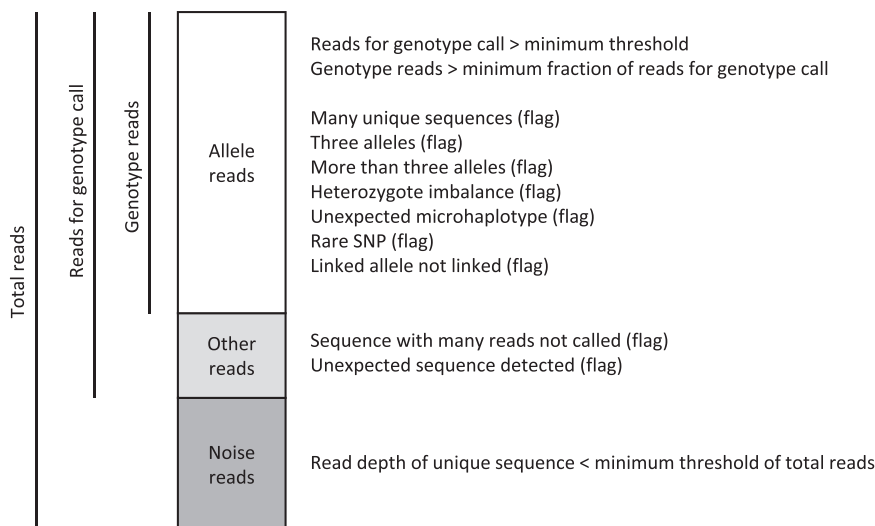 Total reads
Reads for genotype call
Genotype reads
Allele
reads
Reads for genotype call > minimum threshold
Genotype reads > minimum fraction of reads for genotype call
Many unique sequences (flag)
Three alleles (flag)
More than three alleles (flag)
Heterozygote imbalance (flag)
Unexpected microhaplotype (flag)
Rare SNP (flag)
Linked allele not linked (flag)
Other
reads
Sequence with many reads not called (flag)
Unexpected sequence detected (flag)
Noise
reads
Read depth of unique sequence < minimum threshold of total reads